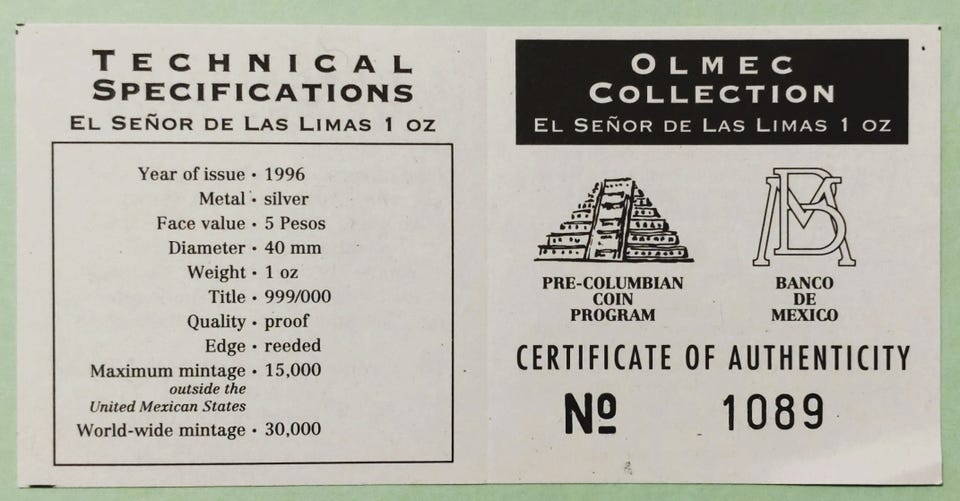 TECHNICAL
SPECIFICATIONS
EL SEÑOR DE LAS LIMAS 1 OZ
Year of issue · 1996
Metal · silver
Face value · 5 Pesos
Diameter · 40 mm
Weight · 1 oz
Title · 999/000
Quality · proof
Edge · reeded
Maximum mintage · 15,000
outside the
United Mexican States
World-wide mintage · 30,000
OLMEC
COLLECTION
EL SEÑOR DE LAS LIMAS 1 OZ
PRE-COLUMBIAN
COIN
PROGRAM
BM
BANCO
DE
MEXICO
CERTIFICATE OF AUTHENTICITY
Nº 1089